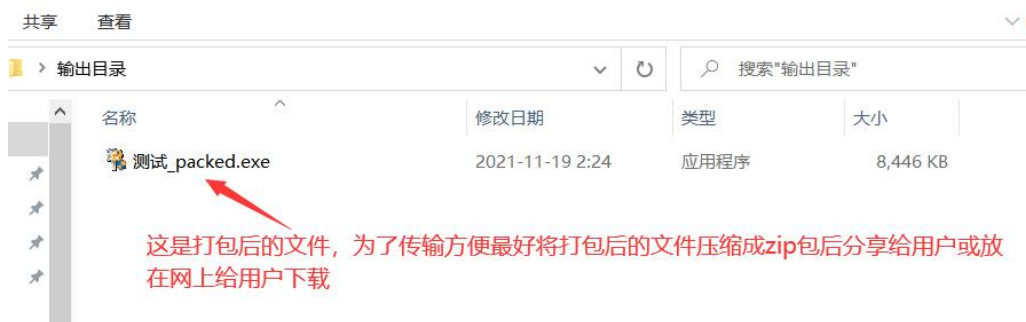 共享 查看
输出目录 搜索"输出目录"
名称 修改日期 类型 大小
测试_packed.exe 2021-11-19 2:24 应用程序 8,446 KB
这是打包后的文件，为了传输方便最好将打包后的文件压缩成zip包后分享给用户或放
在网上给用户下载